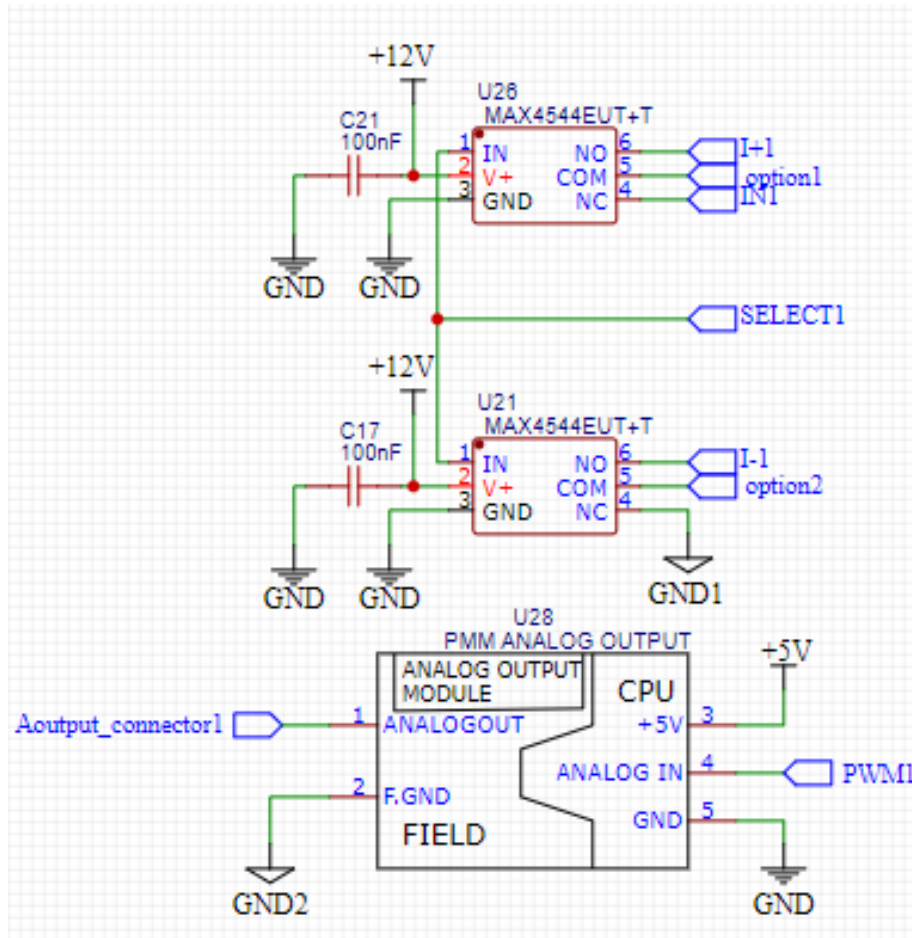 +12V
U26
MAX4544EUT+T
C21
100nF
1 IN NO 6 I+1
2 V+ COM 5 option1
3 GND NC 4 IN1
GND GND
SELECT1
+12V
U21
MAX4544EUT+T
C17
100nF
1 IN NO 6 I-1
2 V+ COM 5 option2
3 GND NC 4
GND GND
GND1
U28
PMM ANALOG OUTPUT
+5V
ANALOG OUTPUT
MODULE
CPU
Aoutput_connector1 1 ANALOGOUT +5V 3
ANALOG IN 4 PWM1
2 F.GND
GND 5
FIELD
GND2
GND